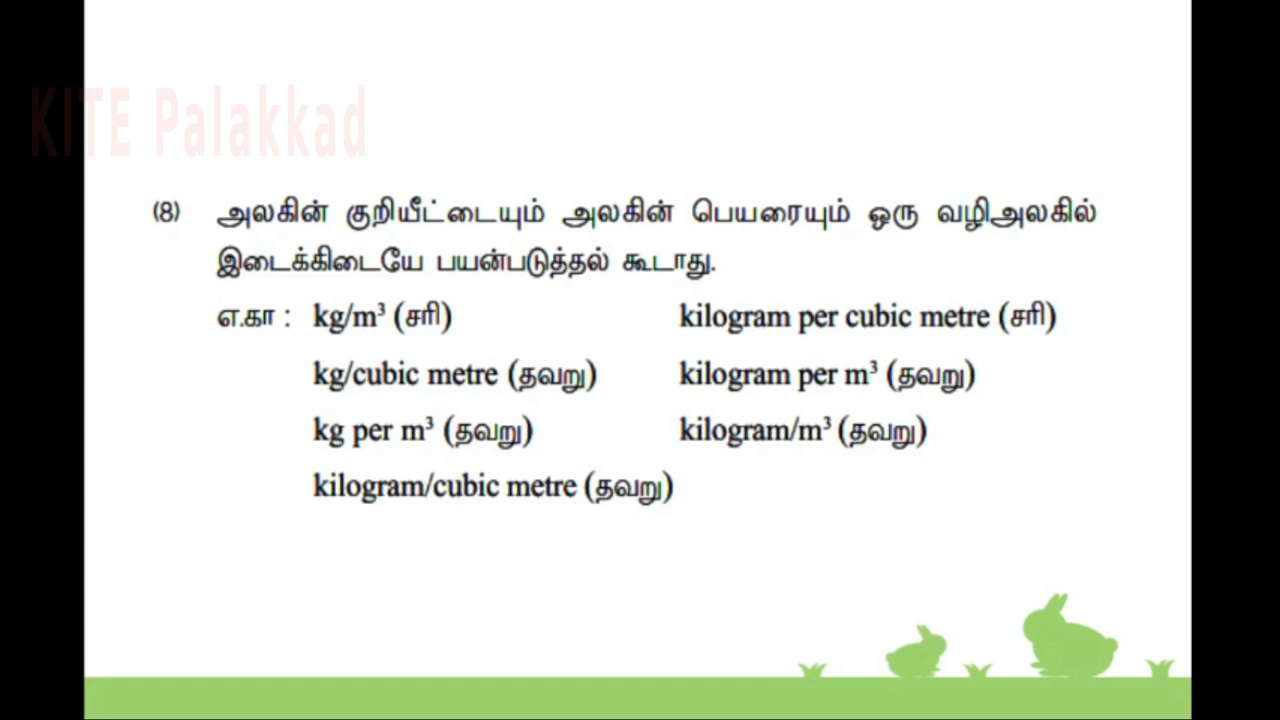 KITE Palakkad
(8) அலகின் குறியீட்டையும் அலகின் பெயரையும் ஒரு வழிஅலகில்
இடைக்கிடையே பயன்படுத்தல் கூடாது.
எ.கா : kg/m³ (சரி) kilogram per cubic metre (சரி)
kg/cubic metre (தவறு) kilogram per m³ (தவறு)
kg per m³ (தவறு) kilogram/m³ (தவறு)
kilogram/cubic metre (தவறு)